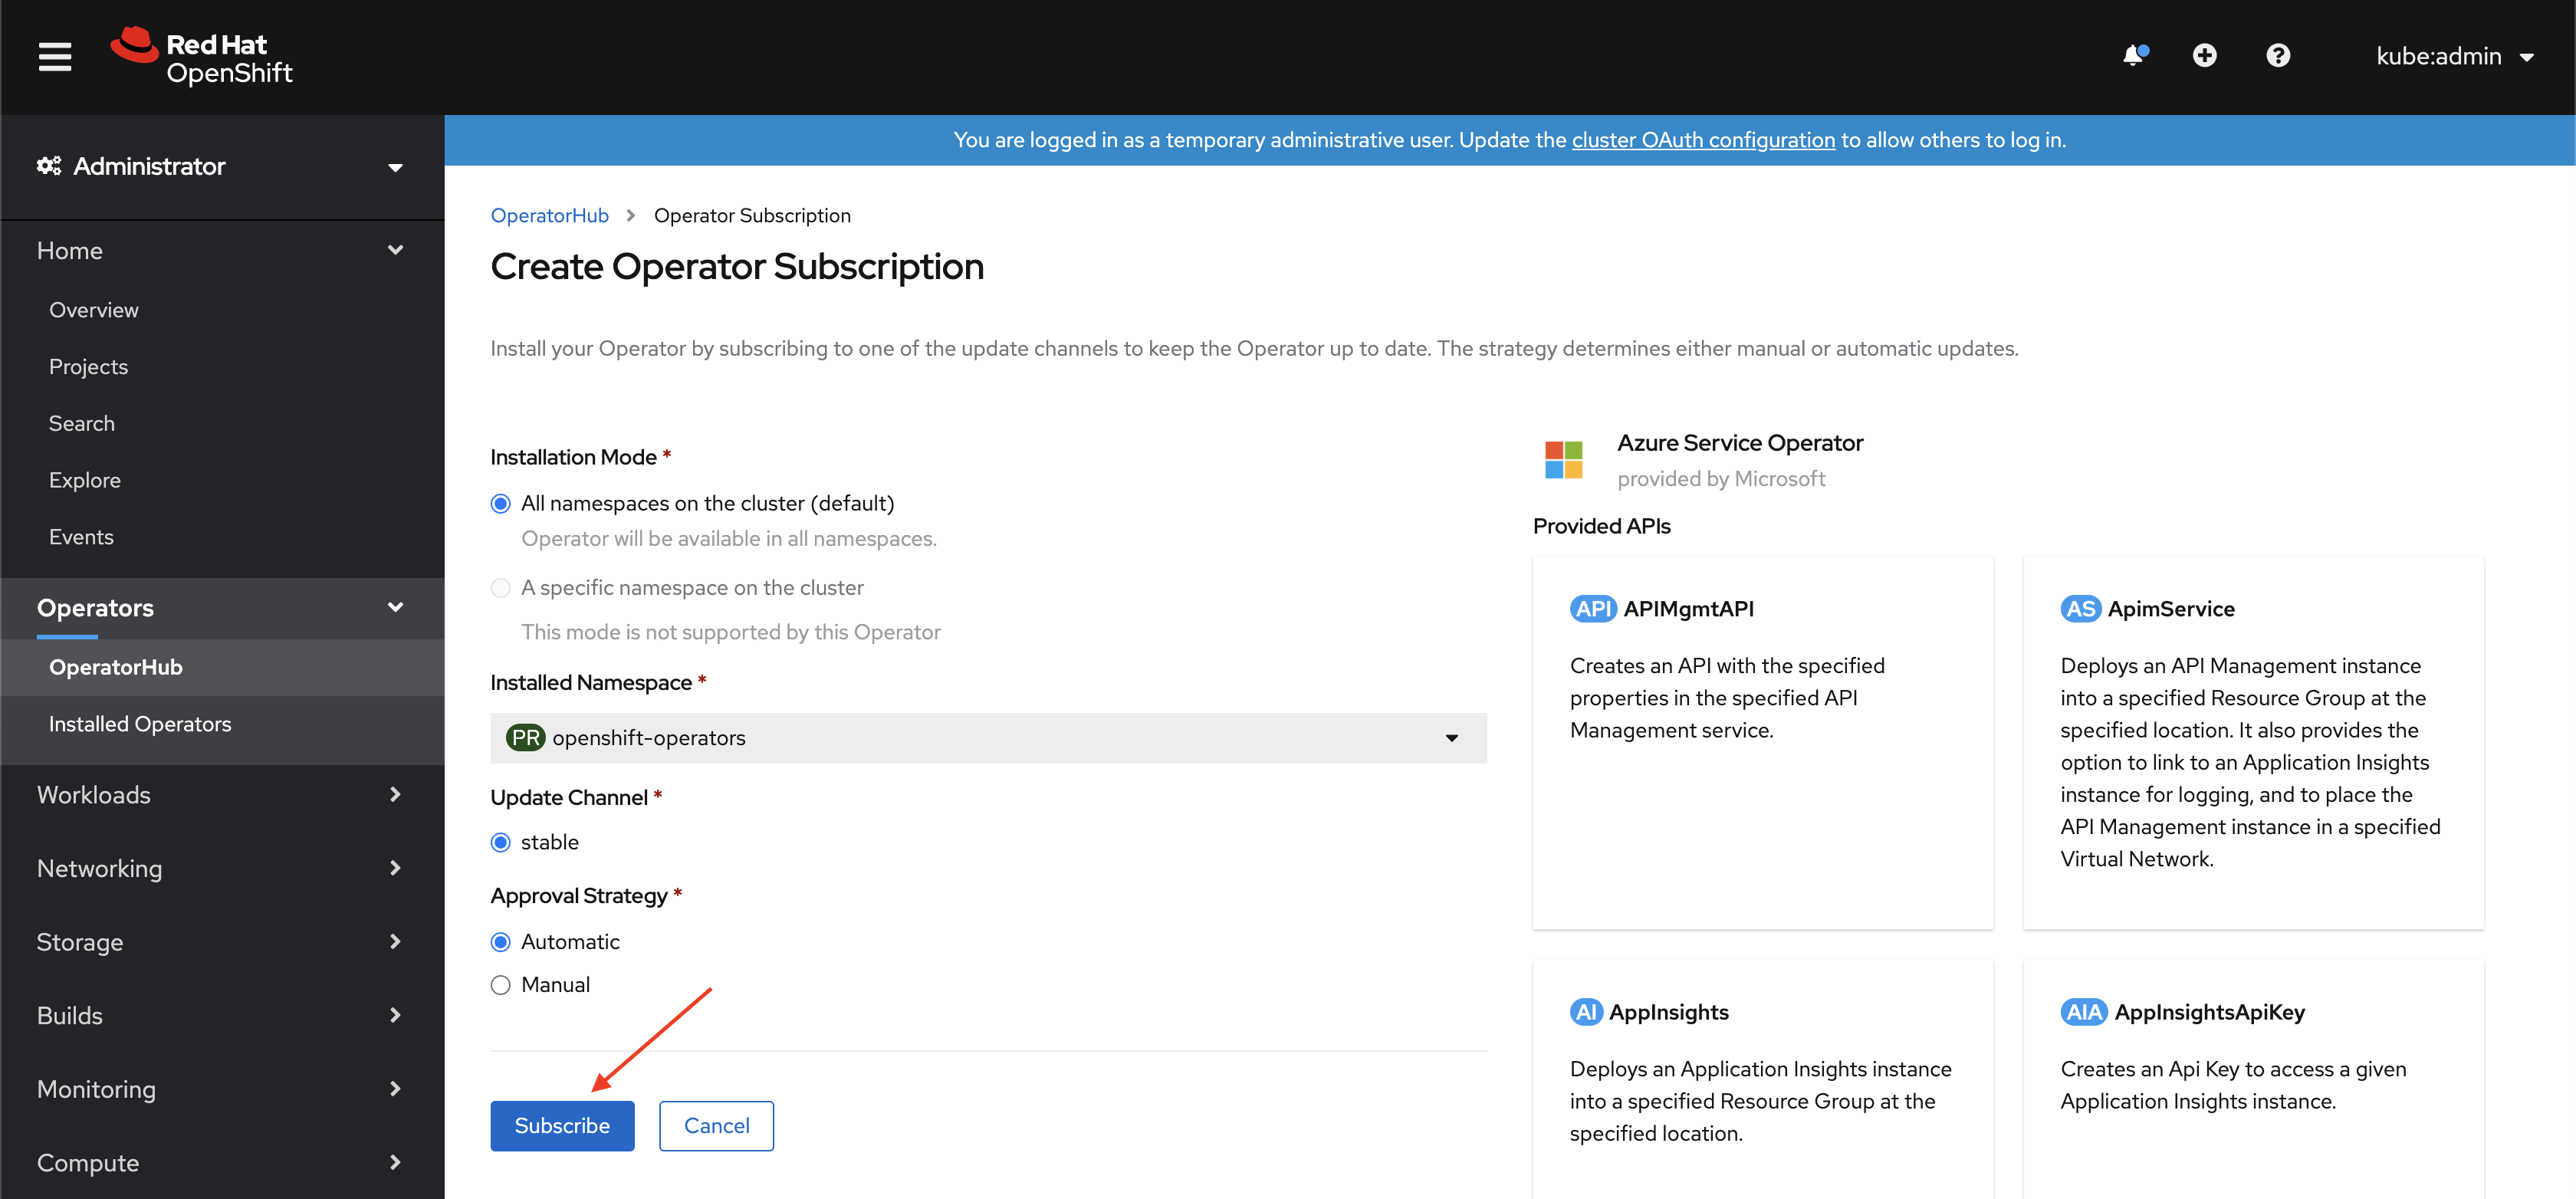 Red Hat
OpenShift
kube:admin
Administrator
You are logged in as a temporary administrative user. Update the cluster OAuth configuration to allow others to log in.
Home
Overview
Projects
Search
Explore
Events
Operators
OperatorHub
Installed Operators
Workloads
Networking
Storage
Builds
Monitoring
Compute
OperatorHub > Operator Subscription
Create Operator Subscription
Install your Operator by subscribing to one of the update channels to keep the Operator up to date. The strategy determines either manual or automatic updates.
Installation Mode *
All namespaces on the cluster (default)
Operator will be available in all namespaces.
A specific namespace on the cluster
This mode is not supported by this Operator
Installed Namespace *
PR openshift-operators
Update Channel *
stable
Approval Strategy *
Automatic
Manual
Subscribe
Cancel
Azure Service Operator
provided by Microsoft
Provided APIs
API APIMgmtAPI
Creates an API with the specified
properties in the specified API
Management service.
AS ApimService
Deploys an API Management instance
into a specified Resource Group at the
specified location. It also provides the
option to link to an Application Insights
instance for logging, and to place the
API Management instance in a specified
Virtual Network.
AI AppInsights
Deploys an Application Insights instance
into a specified Resource Group at the
specified location.
AIA AppInsightsApiKey
Creates an Api Key to access a given
Application Insights instance.